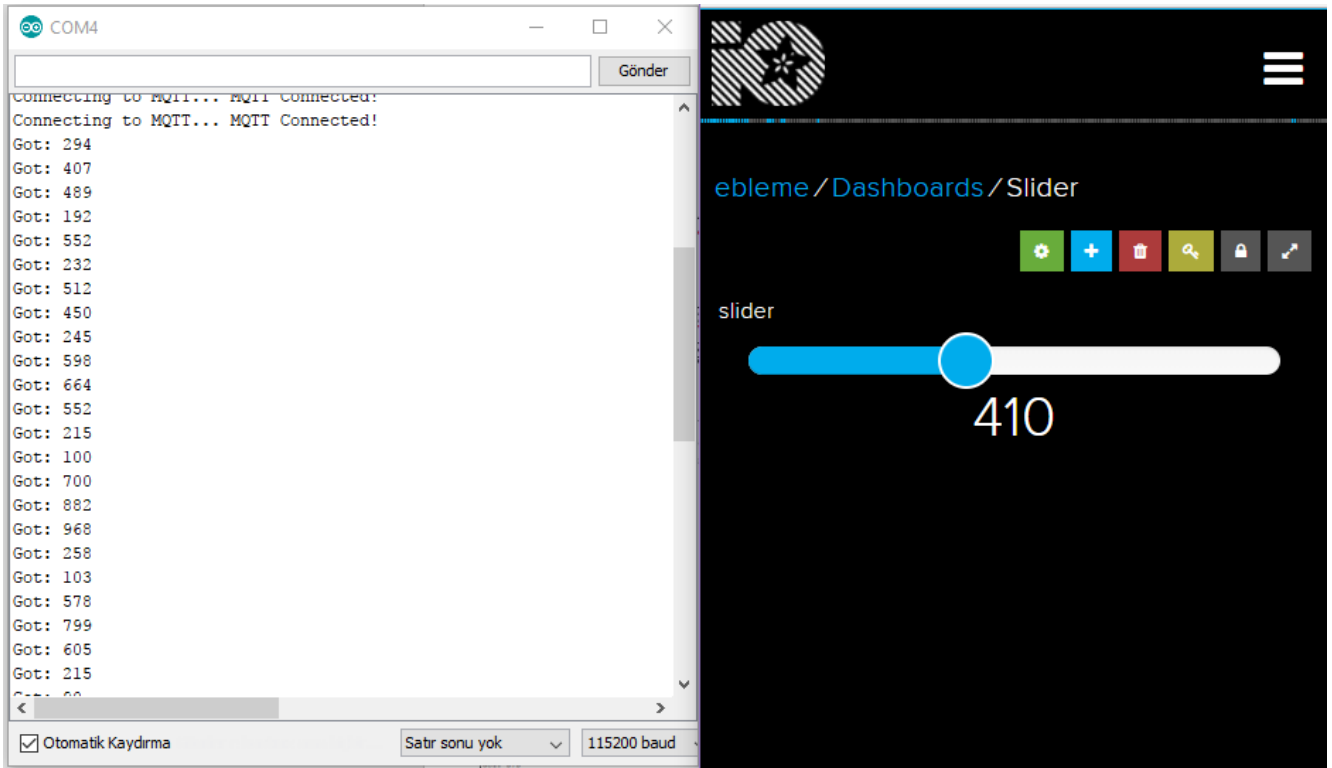 COM4
Gönder
Connecting to MQTT... MQTT Connected!
Connecting to MQTT... MQTT Connected!
Got: 294
Got: 407
Got: 489
Got: 192
Got: 552
Got: 232
Got: 512
Got: 450
Got: 245
Got: 598
Got: 664
Got: 552
Got: 215
Got: 100
Got: 700
Got: 882
Got: 968
Got: 258
Got: 103
Got: 578
Got: 799
Got: 605
Got: 215
Otomatik Kaydırma
Satır sonu yok
115200 baud
io
ebleme / Dashboards / Slider
slider
410